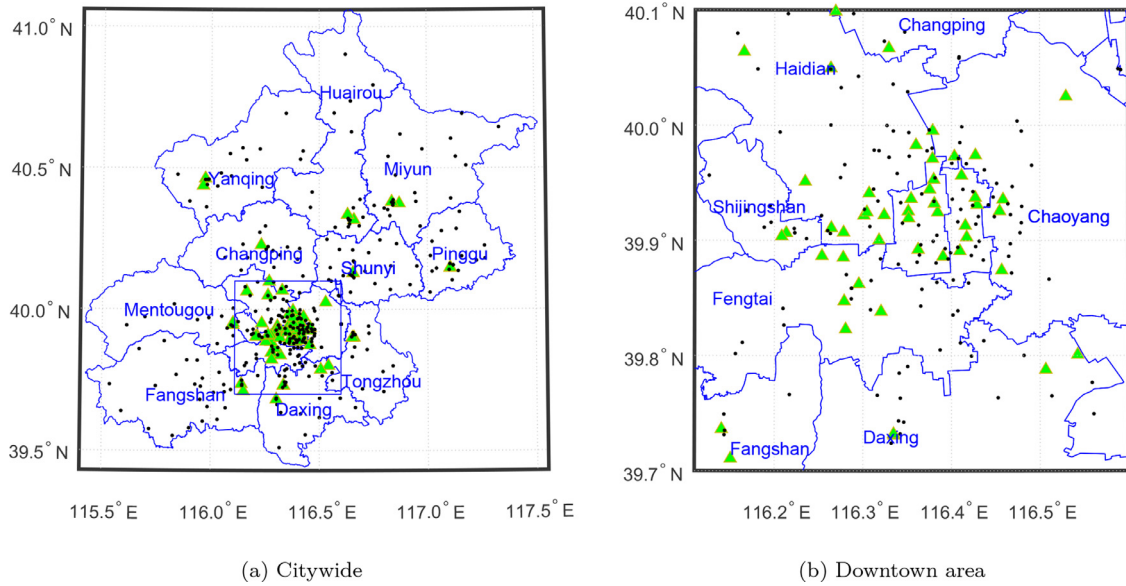 41.0° N
40.5° N
40.0° N
39.5° N
115.5° E
116.0° E
116.5° E
117.0° E
117.5° E
Huairou
Miyun
Yanqing
Changping
Shunyi
Pinggu
Mentougou
Fangshan
Daxing
Tongzhou
(a) Citywide
40.1° N
40.0° N
39.9° N
39.8° N
39.7° N
116.2° E
116.3° E
116.4° E
116.5° E
Changping
Haidian
Shijingshan
Chaoyang
Fengtai
Fangshan
Daxing
(b) Downtown area